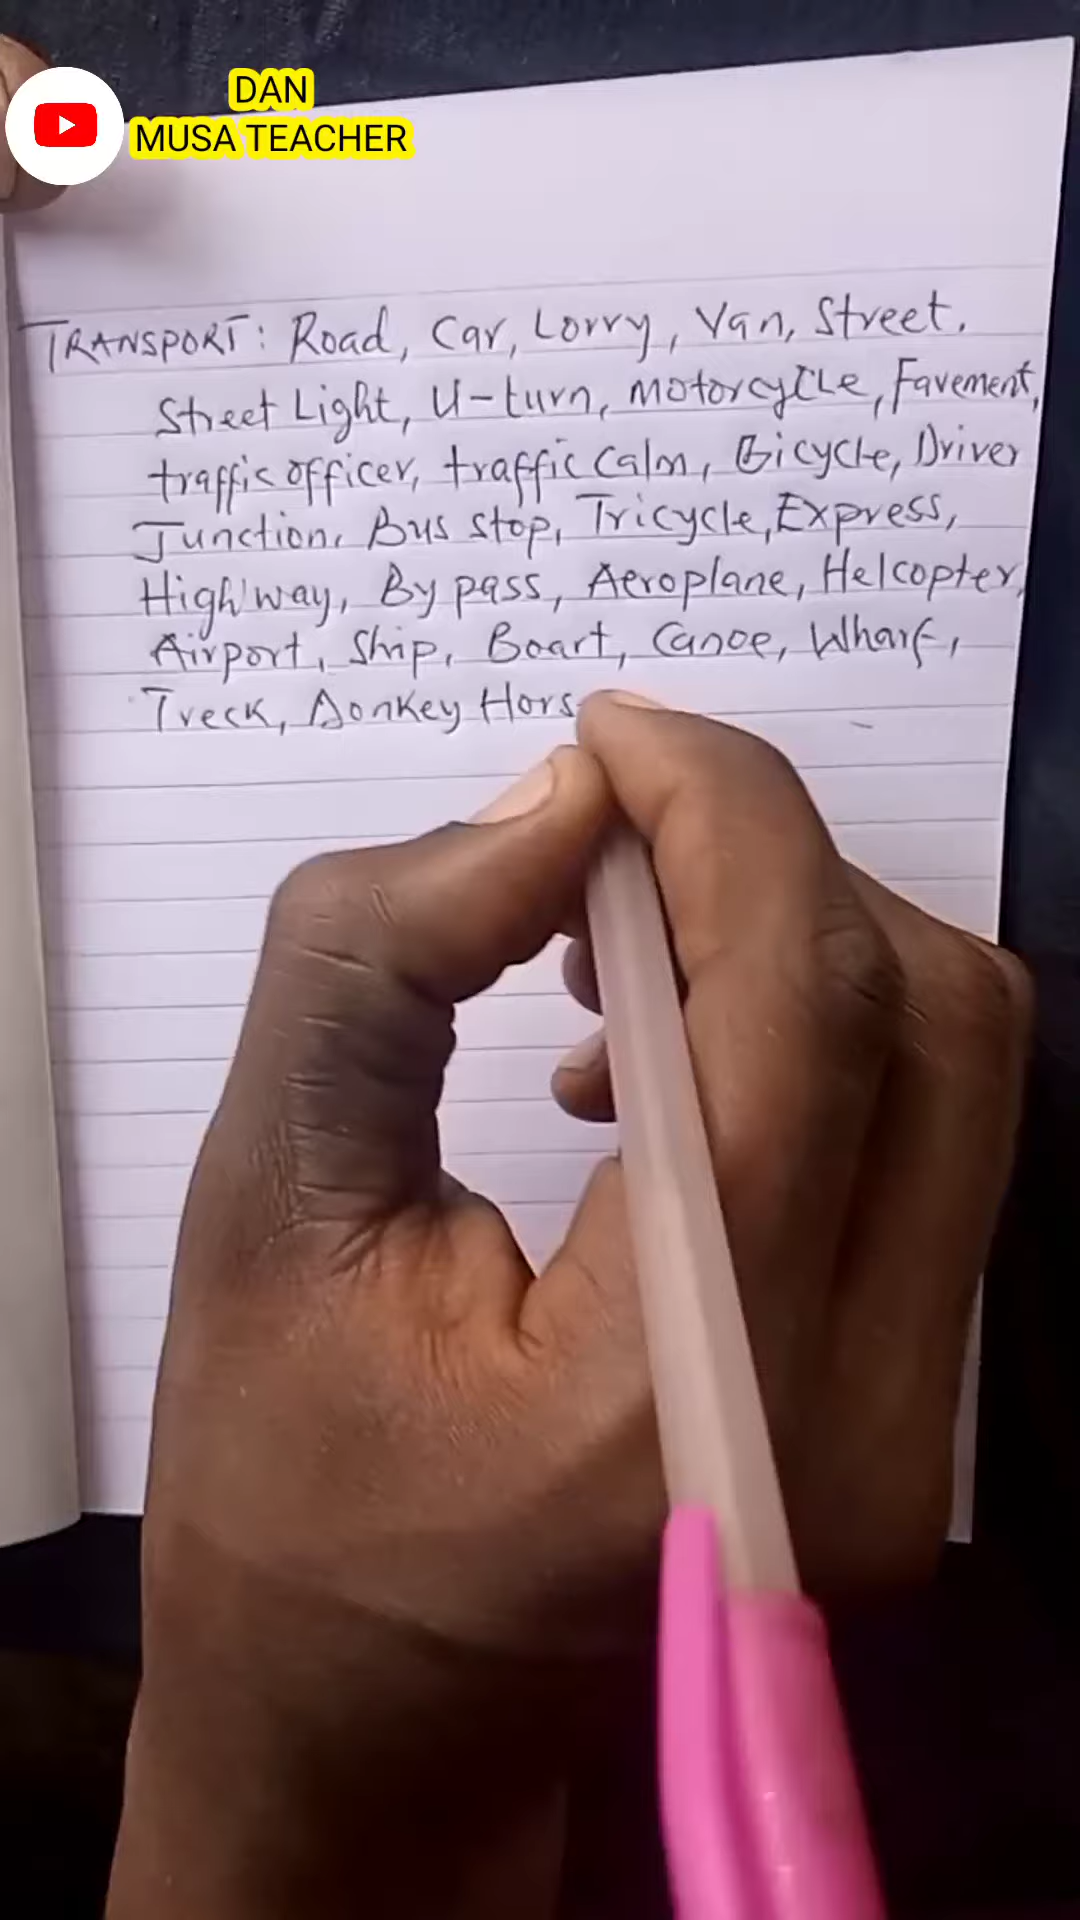 DAN
MUSA TEACHER
TRANSPORT: Road, Car, Lorry, Van, Street.
Street Light, U-turn, Motorcycle, Favement,
traffic officer, traffic Calm, Bicycle, Driver
Junction, Bus stop, Tricycle, Express,
Highway, By pass, Aeroplane, Helcopter,
Airport, Ship, Boart, Canoe, Wharf,
Treck, Donkey Hors